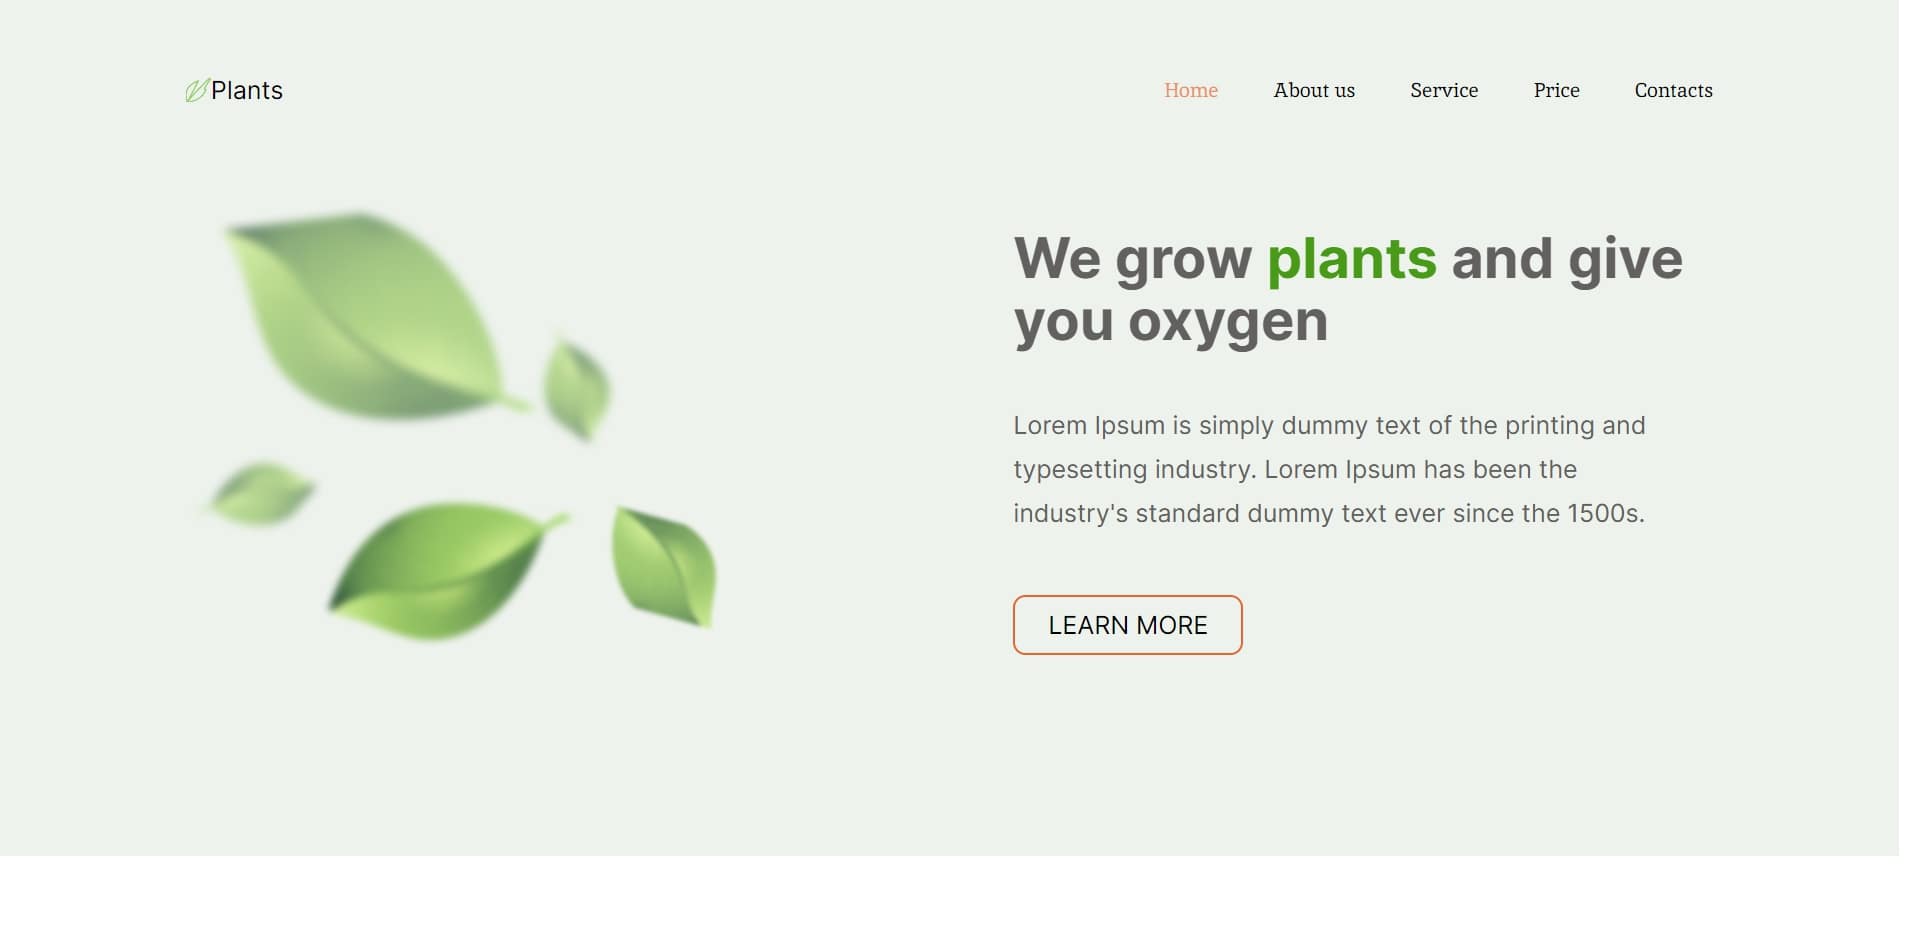 Plants
Home About us Service Price Contacts
We grow plants and give
you oxygen
Lorem Ipsum is simply dummy text of the printing and
typesetting industry. Lorem Ipsum has been the
industry's standard dummy text ever since the 1500s.
LEARN MORE